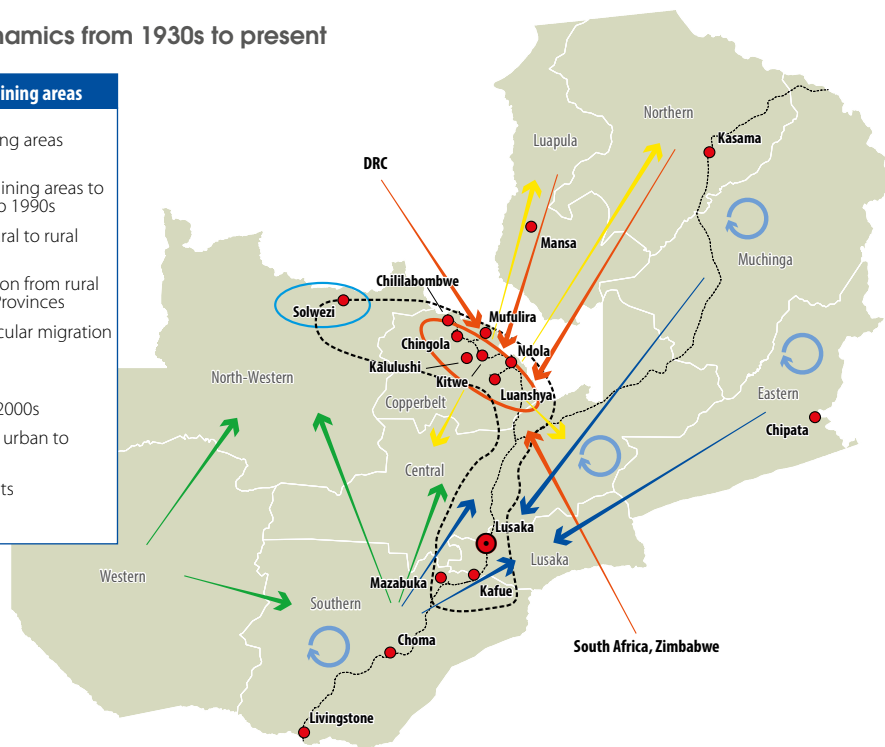 namics from 1930s to present
ining areas
ng areas
ining areas to
o 1990s
ral to rural
on from rural
Provinces
cular migration
2000s
urban to
ts
DRC
Luapula
Northern
Kasama
Mansa
Muchinga
Chililabombwe
Solwezi
Mufulira
Chingola
Ndola
Kalulushi
Kitwe
Luanshya
North-Western
Copperbelt
Eastern
Chipata
Central
Lusaka
Lusaka
Western
Mazabuka
Kafue
Southern
Choma
South Africa, Zimbabwe
Livingstone